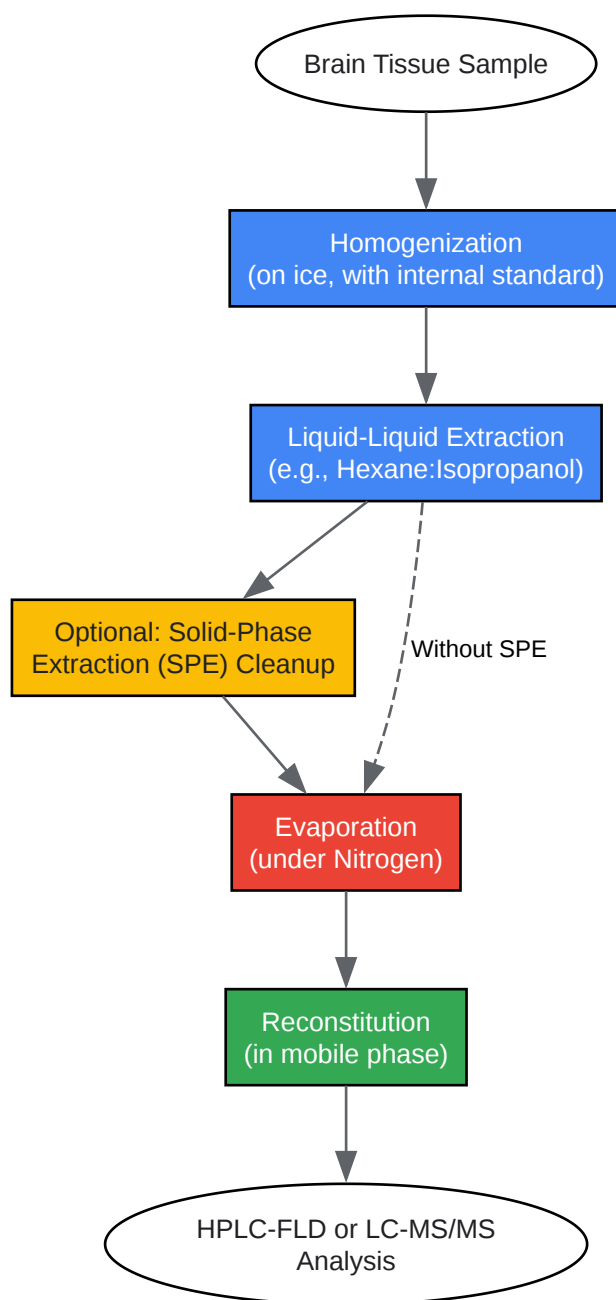 Brain Tissue Sample
Homogenization
(on ice, with internal standard)
Liquid-Liquid Extraction
(e.g., Hexane:Isopropanol)
Optional: Solid-Phase
Extraction (SPE) Cleanup
Without SPE
Evaporation
(under Nitrogen)
Reconstitution
(in mobile phase)
HPLC-FLD or LC-MS/MS
Analysis